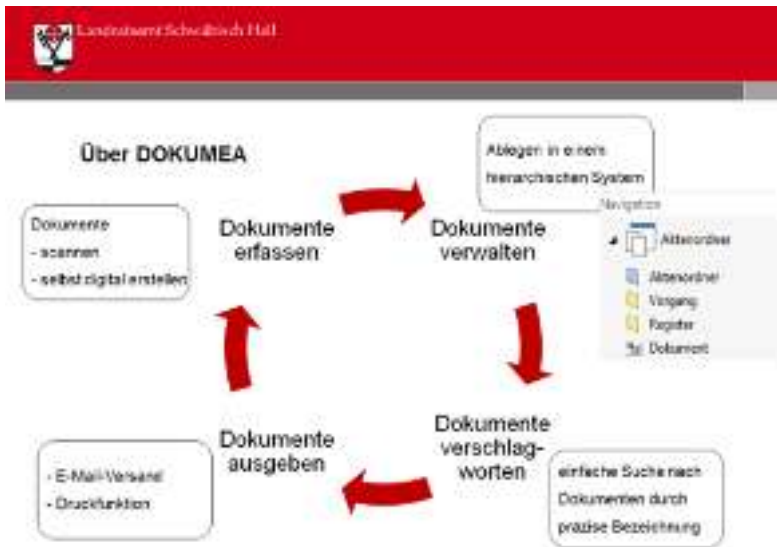 Landratsamt Schwäbisch Hall
Über DOKUMEA
Ablegen in einem
hierarchischen System
Dokumente
- scannen
- selbst digital erstellen
Dokumente
erfassen
Dokumente
verwalten
Navigation
Aktenordner
Aktenordner
Vorgang
Register
Dokument
Dokumente
verschlag-
worten
einfache Suche nach
Dokumenten durch
präzise Bezeichnung
Dokumente
ausgeben
- E-Mail-Versand
- Druckfunktion